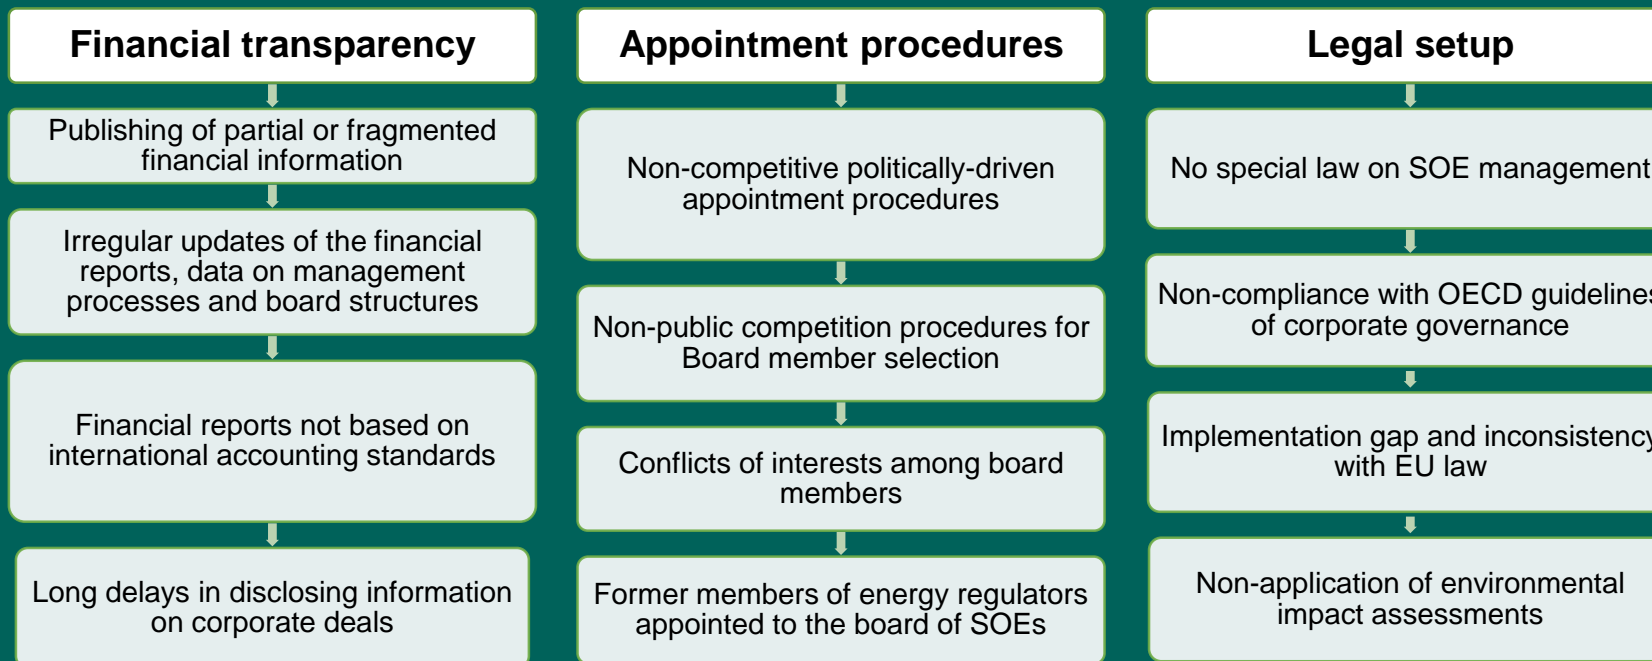 Financial transparency
Publishing of partial or fragmented
financial information
Irregular updates of the financial
reports, data on management
processes and board structures
Financial reports not based on
international accounting standards
Long delays in disclosing information
on corporate deals
Appointment procedures
Non-competitive politically-driven
appointment procedures
Non-public competition procedures for
Board member selection
Conflicts of interests among board
members
Former members of energy regulators
appointed to the board of SOEs
Legal setup
No special law on SOE management
Non-compliance with OECD guidelines
of corporate governance
Implementation gap and inconsistency
with EU law
Non-application of environmental
impact assessments